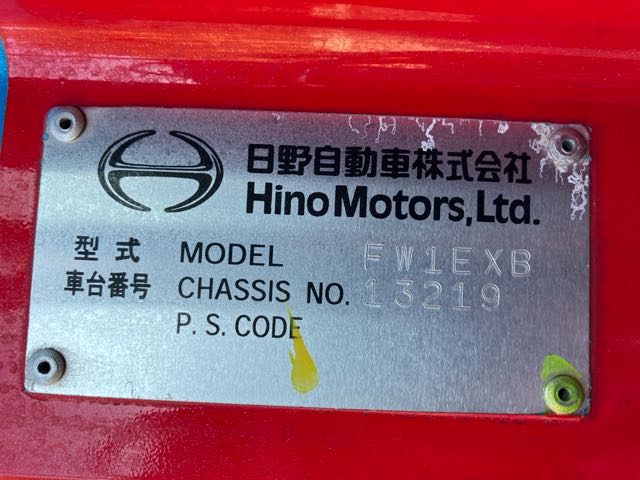 日野自動車株式会社
Hino Motors, Ltd.
型式 MODEL FW1EXB
車台番号 CHASSIS NO. 13219
P. S. CODE